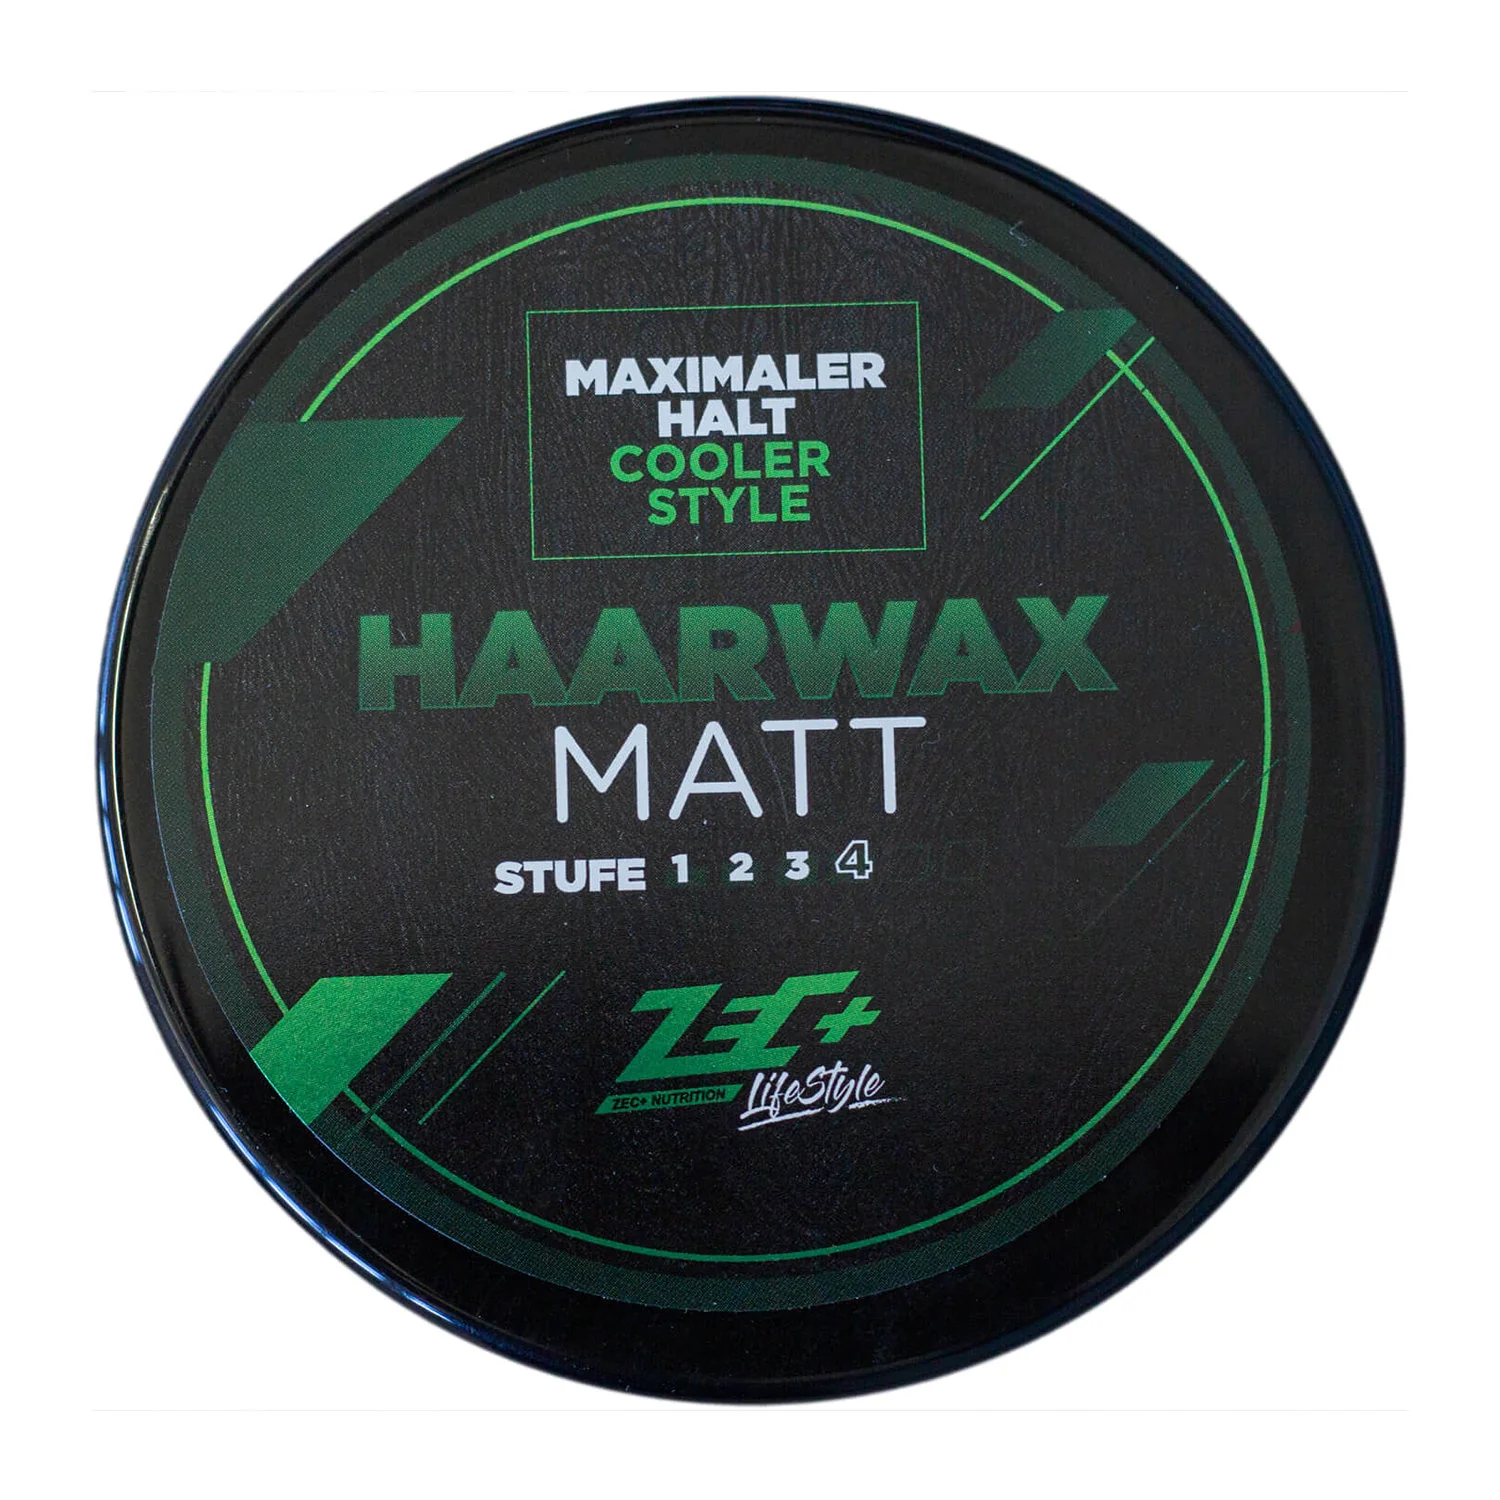 MAXIMALER
HALT
COOLER
STYLE
HAARWAX
MATT
STUFE 1 2 3 4
ZEC+
ZEC+ NUTRITION LifeStyle